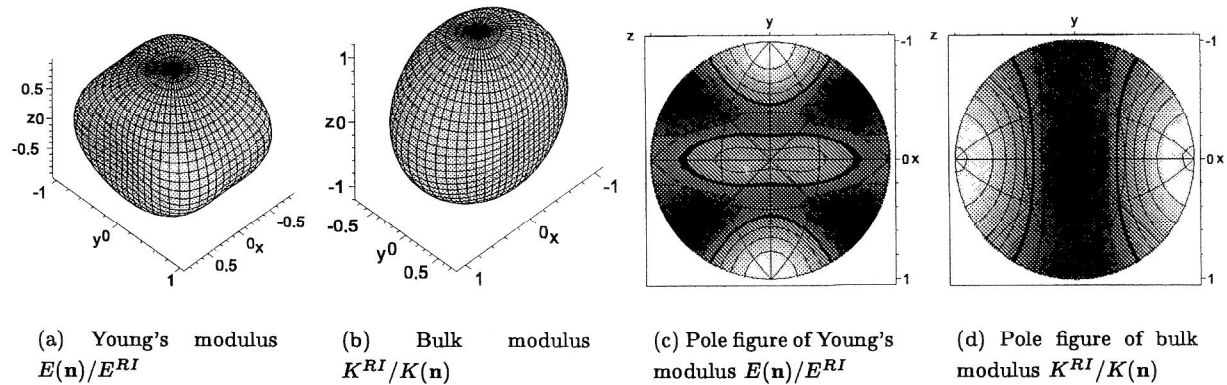 0.5
z0
-0.5
-1
y0
1
0.5
0x
-0.5
1
z0
-1
-0.5
y0
0.5
1
0x
-1
y
z
-1
0x
1
y
z
-1
0x
1
(a) Young's modulus
E(n)/E^{RI}
(b) Bulk modulus
K^{RI}/K(n)
(c) Pole figure of Young's
modulus E(n)/E^{RI}
(d) Pole figure of bulk
modulus K^{RI}/K(n)